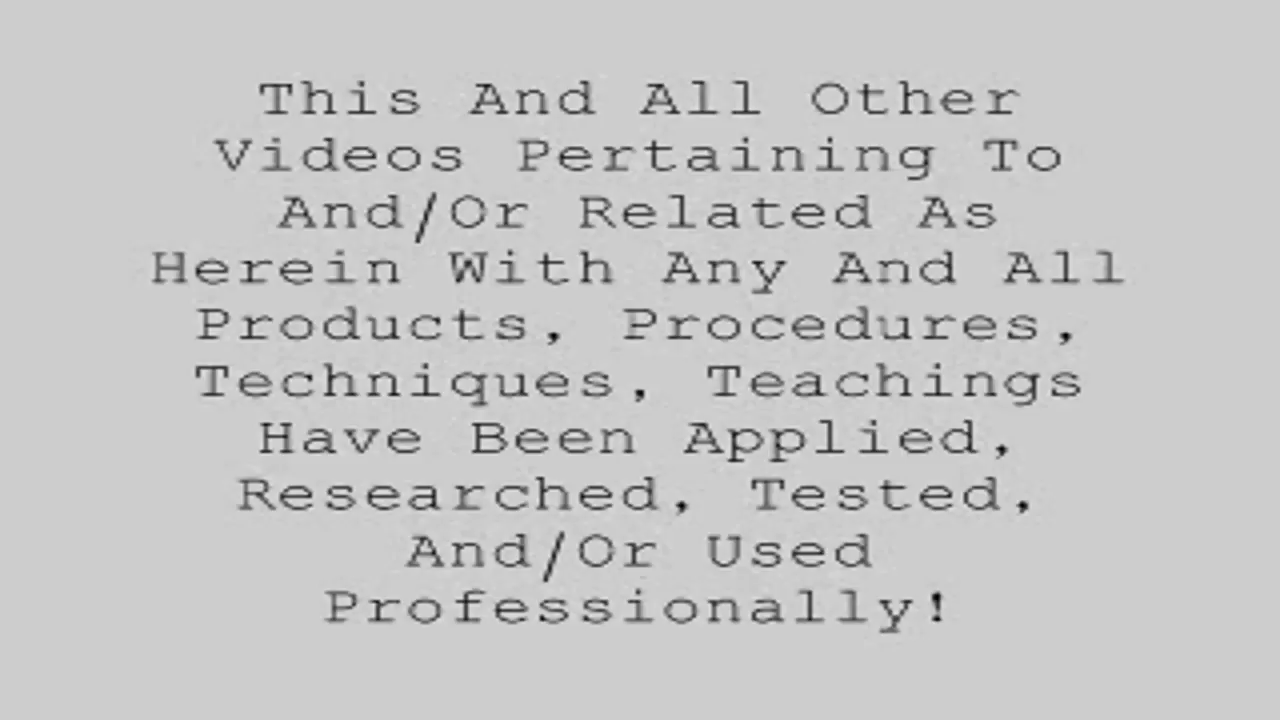 This And All Other
Videos Pertaining To
And/Or Related As
Herein With Any And All
Products, Procedures,
Techniques, Teachings
Have Been Applied,
Researched, Tested,
And/Or Used
Professionally!